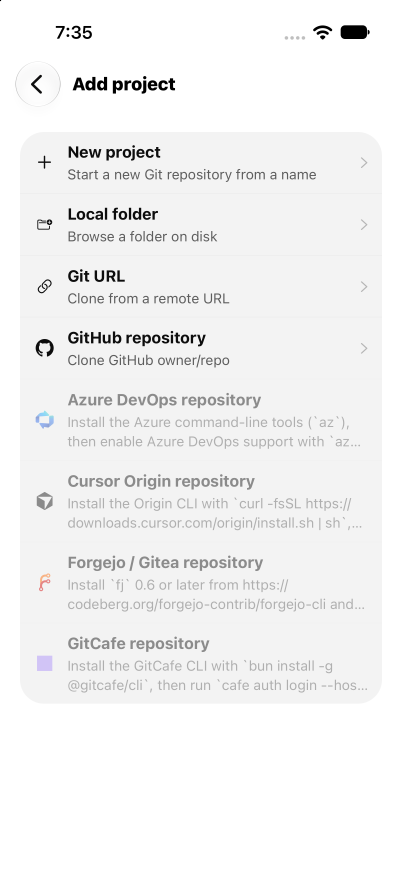 7:35
Add project
New project
Start a new Git repository from a name
Local folder
Browse a folder on disk
Git URL
Clone from a remote URL
GitHub repository
Clone GitHub owner/repo
Azure DevOps repository
Install the Azure command-line tools (`az`),
then enable Azure DevOps support with `az...
Cursor Origin repository
Install the Origin CLI with `curl -fsSL https://
downloads.cursor.com/origin/install.sh | sh`,...
Forgejo / Gitea repository
Install `fj` 0.6 or later from https://
codeberg.org/forgejo-contrib/forgejo-cli and...
GitCafe repository
Install the GitCafe CLI with `bun install -g
@gitcafe/cli`, then run `cafe auth login --hos...